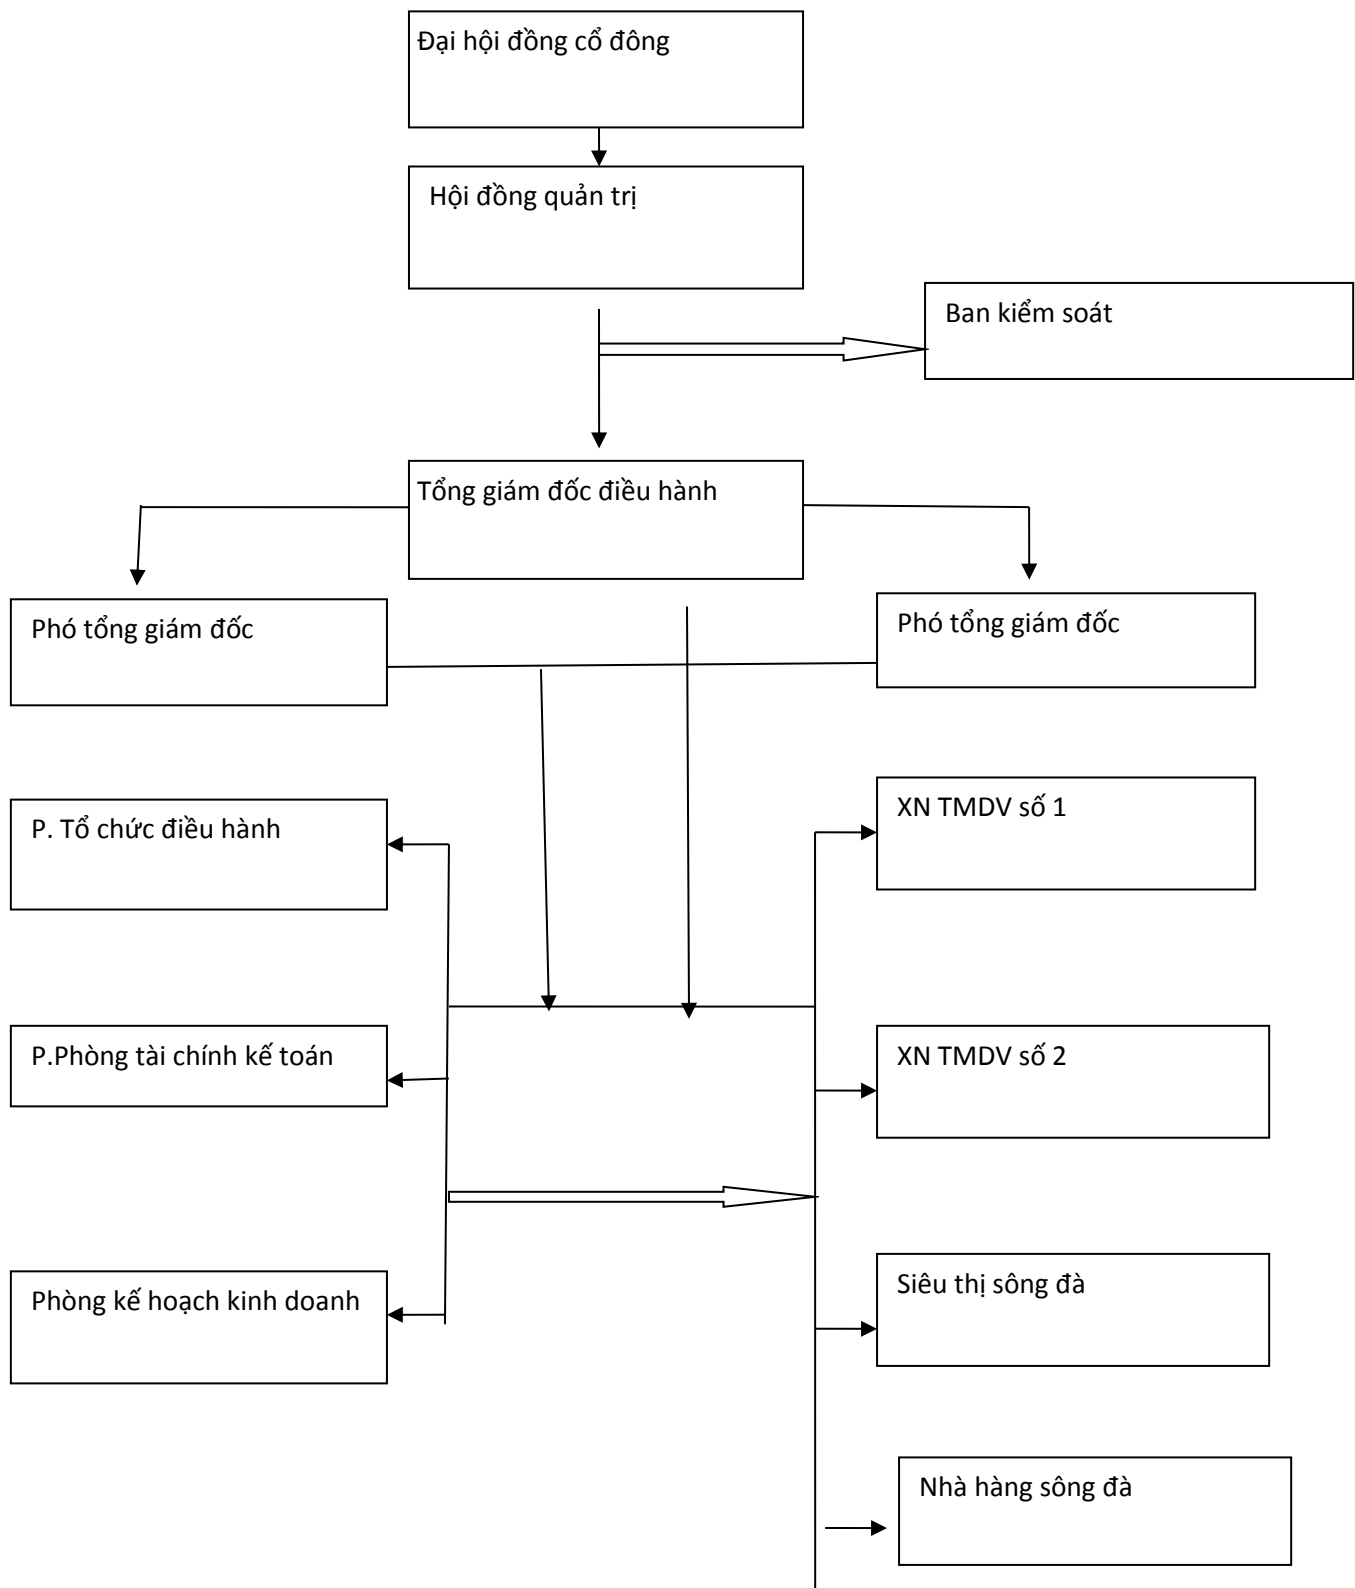 Đại hội đồng cổ đông
Hội đồng quản trị
Ban kiểm soát
Tổng giám đốc điều hành
Phó tổng giám đốc
Phó tổng giám đốc
P. Tổ chức điều hành
XN TMDV số 1
P.Phòng tài chính kế toán
XN TMDV số 2
Phòng kế hoạch kinh doanh
Siêu thị sông đà
Nhà hàng sông đà